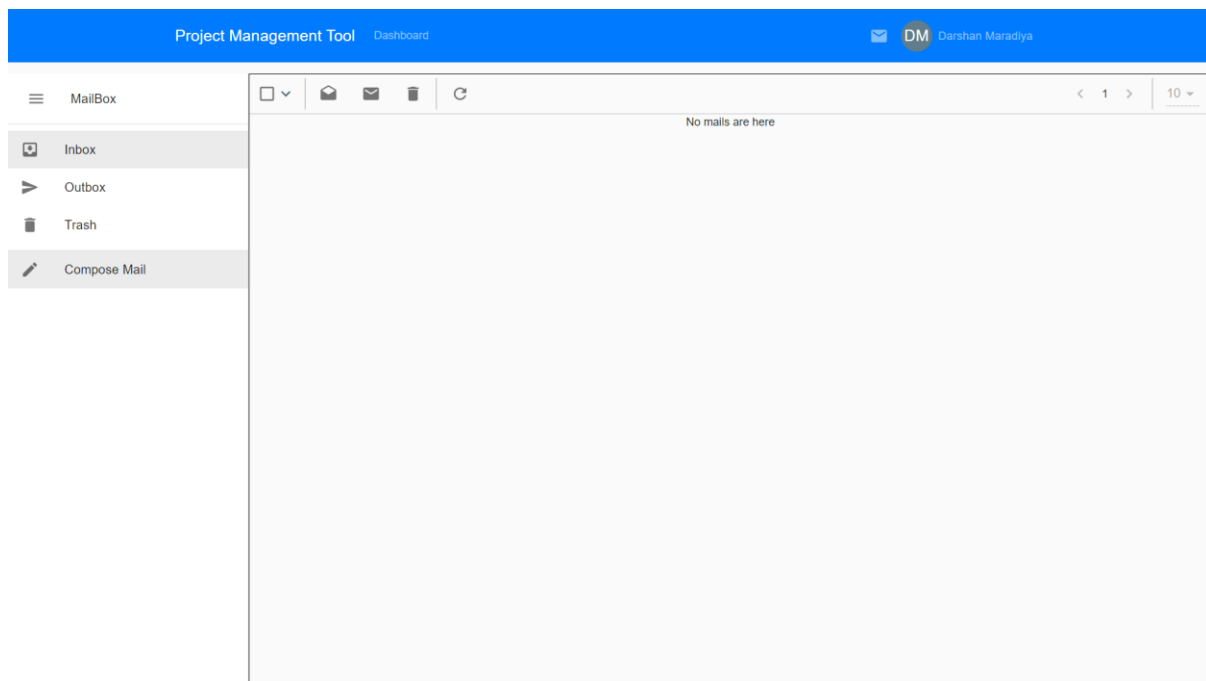 Project Management Tool Dashboard DM Darshan Maradiya
MailBox
1 10
No mails are here
Inbox
Outbox
Trash
Compose Mail